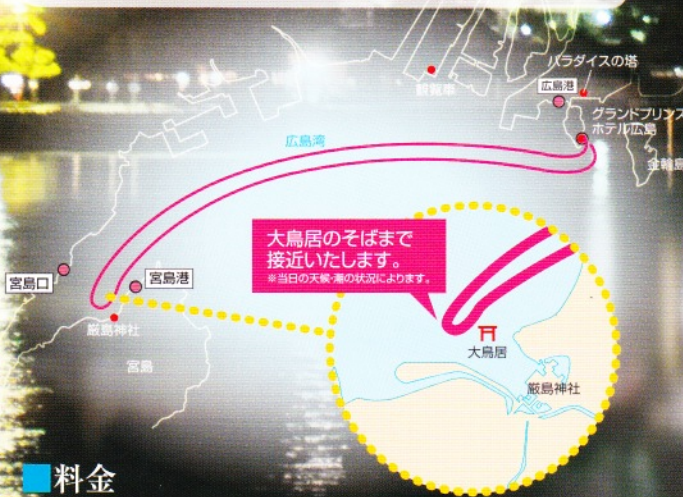 パラダイスの塔
広島港
観覧車
グランドプリンス
ホテル広島
金輪島
広島湾
大鳥居のそばまで
接近いたします。
※当日の天候・潮の状況によります。
宮島口
宮島港
厳島神社
宮島
大鳥居
厳島神社
料金